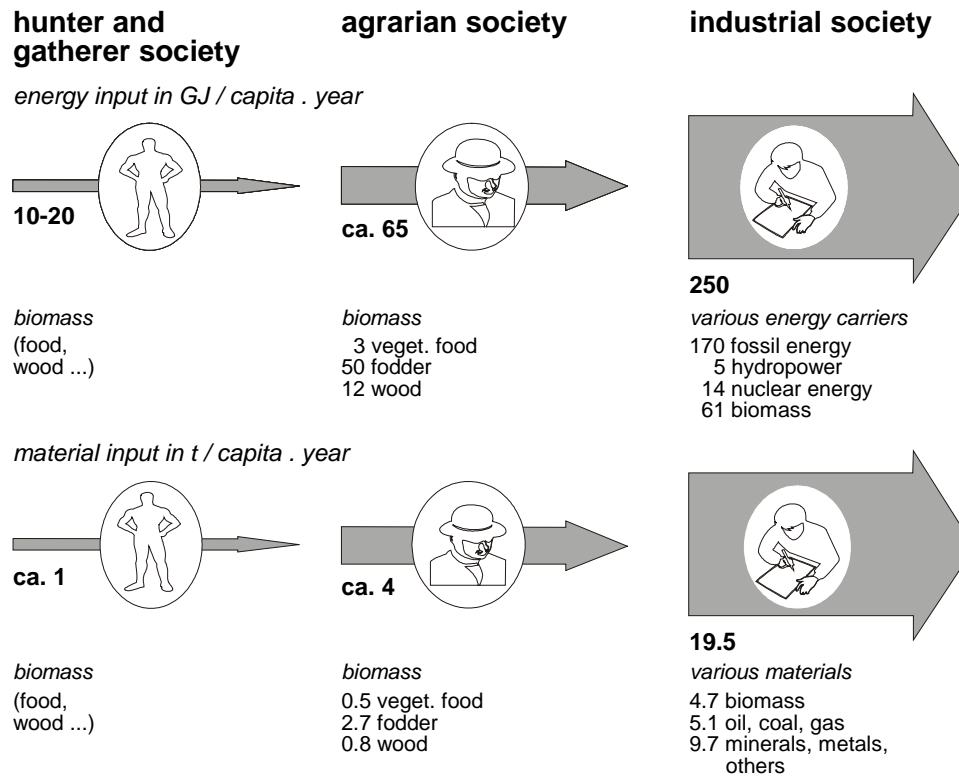 hunter and
gatherer society
agrarian society
industrial society
energy input in GJ / capita . year
10-20
ca. 65
250
biomass
(food,
wood ...)
biomass
3 veget. food
50 fodder
12 wood
various energy carriers
170 fossil energy
5 hydropower
14 nuclear energy
61 biomass
material input in t / capita . year
ca. 1
ca. 4
19.5
biomass
(food,
wood ...)
biomass
0.5 veget. food
2.7 fodder
0.8 wood
various materials
4.7 biomass
5.1 oil, coal, gas
9.7 minerals, metals,
others